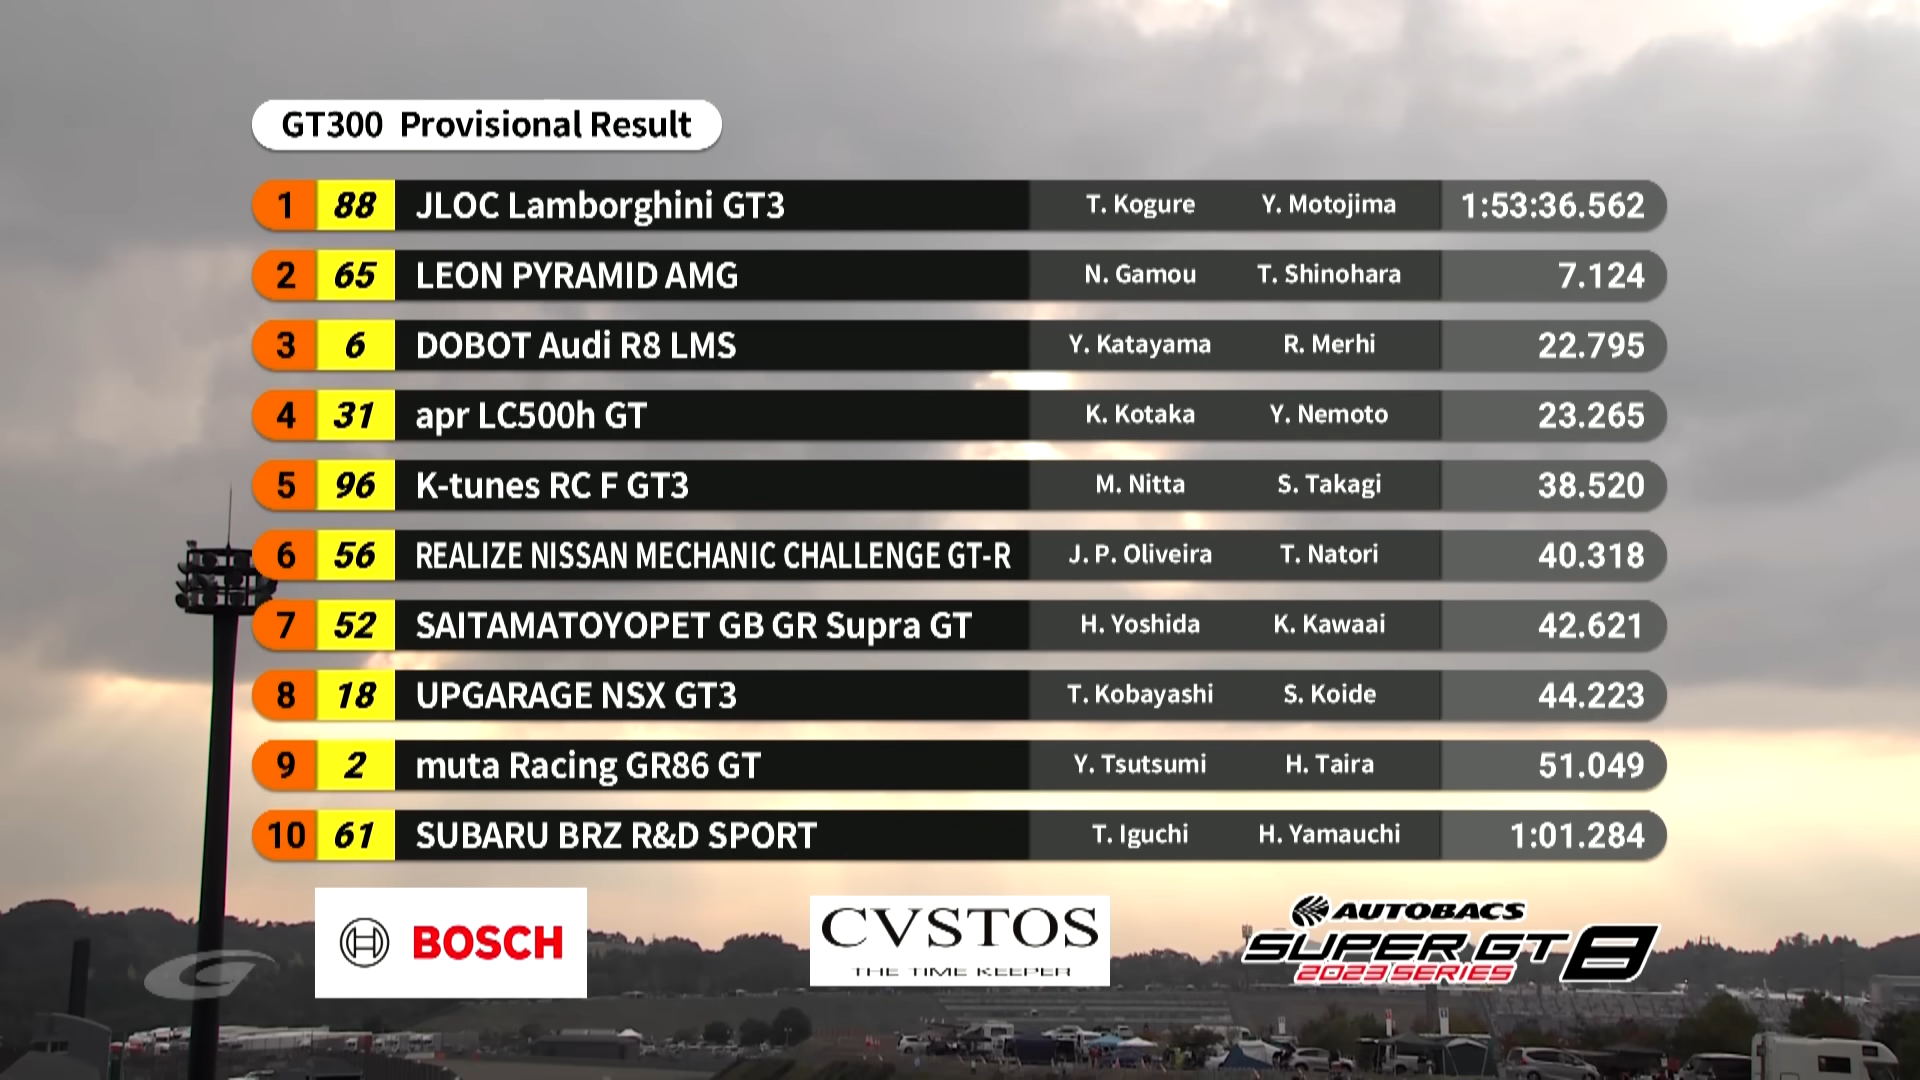 GT300 Provisional Result
1 88 JLOC Lamborghini GT3 T. Kogure Y. Motojima 1:53:36.562
2 65 LEON PYRAMID AMG N. Gamou T. Shinohara 7.124
3 6 DOBOT Audi R8 LMS Y. Katayama R. Merhi 22.795
4 31 apr LC500h GT K. Kotaka Y. Nemoto 23.265
5 96 K-tunes RC F GT3 M. Nitta S. Takagi 38.520
6 56 REALIZE NISSAN MECHANIC CHALLENGE GT-R J. P. Oliveira T. Natori 40.318
7 52 SAITAMATOYOPET GB GR Supra GT H. Yoshida K. Kawaai 42.621
8 18 UPGARAGE NSX GT3 T. Kobayashi S. Koide 44.223
9 2 muta Racing GR86 GT Y. Tsutsumi H. Taira 51.049
10 61 SUBARU BRZ R&D SPORT T. Iguchi H. Yamauchi 1:01.284
BOSCH
CVSTOS
THE TIME KEEPER
AUTOBACS
SUPER GT 8
2023 SERIES